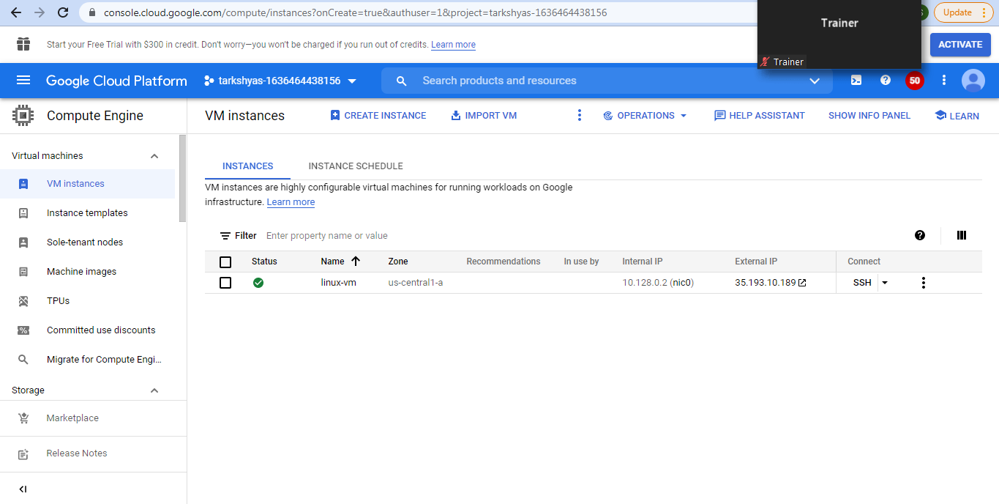 console.cloud.google.com/compute/instances?onCreate=true&authuser=1&project=tarkshyas-1636464438156
Update
Trainer
Trainer
Start your Free Trial with $300 in credit. Don't worry—you won't be charged if you run out of credits. Learn more
ACTIVATE
Google Cloud Platform
tarkshyas-1636464438156
Search products and resources
50
Compute Engine
VM instances
CREATE INSTANCE
IMPORT VM
OPERATIONS
HELP ASSISTANT
SHOW INFO PANEL
LEARN
Virtual machines
VM instances
Instance templates
Sole-tenant nodes
Machine images
TPUs
Committed use discounts
Migrate for Compute Engi...
Storage
Marketplace
Release Notes
INSTANCES INSTANCE SCHEDULE
VM instances are highly configurable virtual machines for running workloads on Google
infrastructure. Learn more
Filter Enter property name or value
Status Name Zone Recommendations In use by Internal IP External IP Connect
linux-vm us-central1-a 10.128.0.2 (nic0) 35.193.10.189 SSH